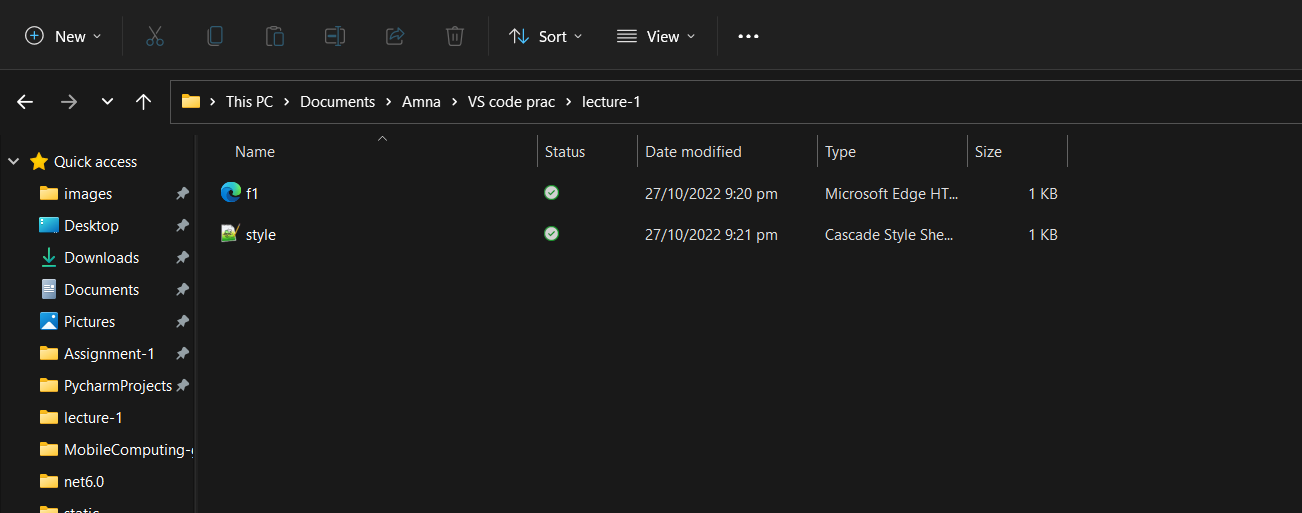 New Sort View
This PC Documents Amna VS code prac lecture-1
Name Status Date modified Type Size
Quick access
images
Desktop
Downloads
Documents
Pictures
Assignment-1
PycharmProjects
lecture-1
MobileComputing-
net6.0
static
f1 27/10/2022 9:20 pm Microsoft Edge HT... 1 KB
style 27/10/2022 9:21 pm Cascade Style She... 1 KB